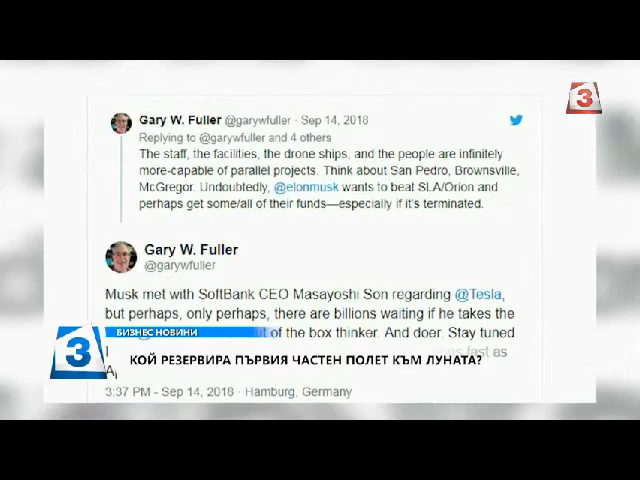 Gary W. Fuller @garywfuller · Sep 14, 2018
Replying to @garywfuller and 4 others
The staff, the facilities, the drone ships, and the people are infinitely
more-capable of parallel projects. Think about San Pedro, Brownsville,
McGregor. Undoubtedly, @elonmusk wants to beat SLA/Orion and
perhaps get some/all of their funds—especially if it's terminated.
3
Gary W. Fuller
@garywfuller
Musk met with SoftBank CEO Masayoshi Son regarding @Tesla,
but perhaps, only perhaps, there are billions waiting if he takes the
of the box thinker. And doer. Stay tuned.
fast as
БИЗНЕС НОВИНИ
3
КОЙ РЕЗЕРВИРА ПЪРВИЯ ЧАСТЕН ПОЛЕТ КЪМ ЛУНАТА?
3:37 PM - Sep 14, 2018 · Hamburg, Germany